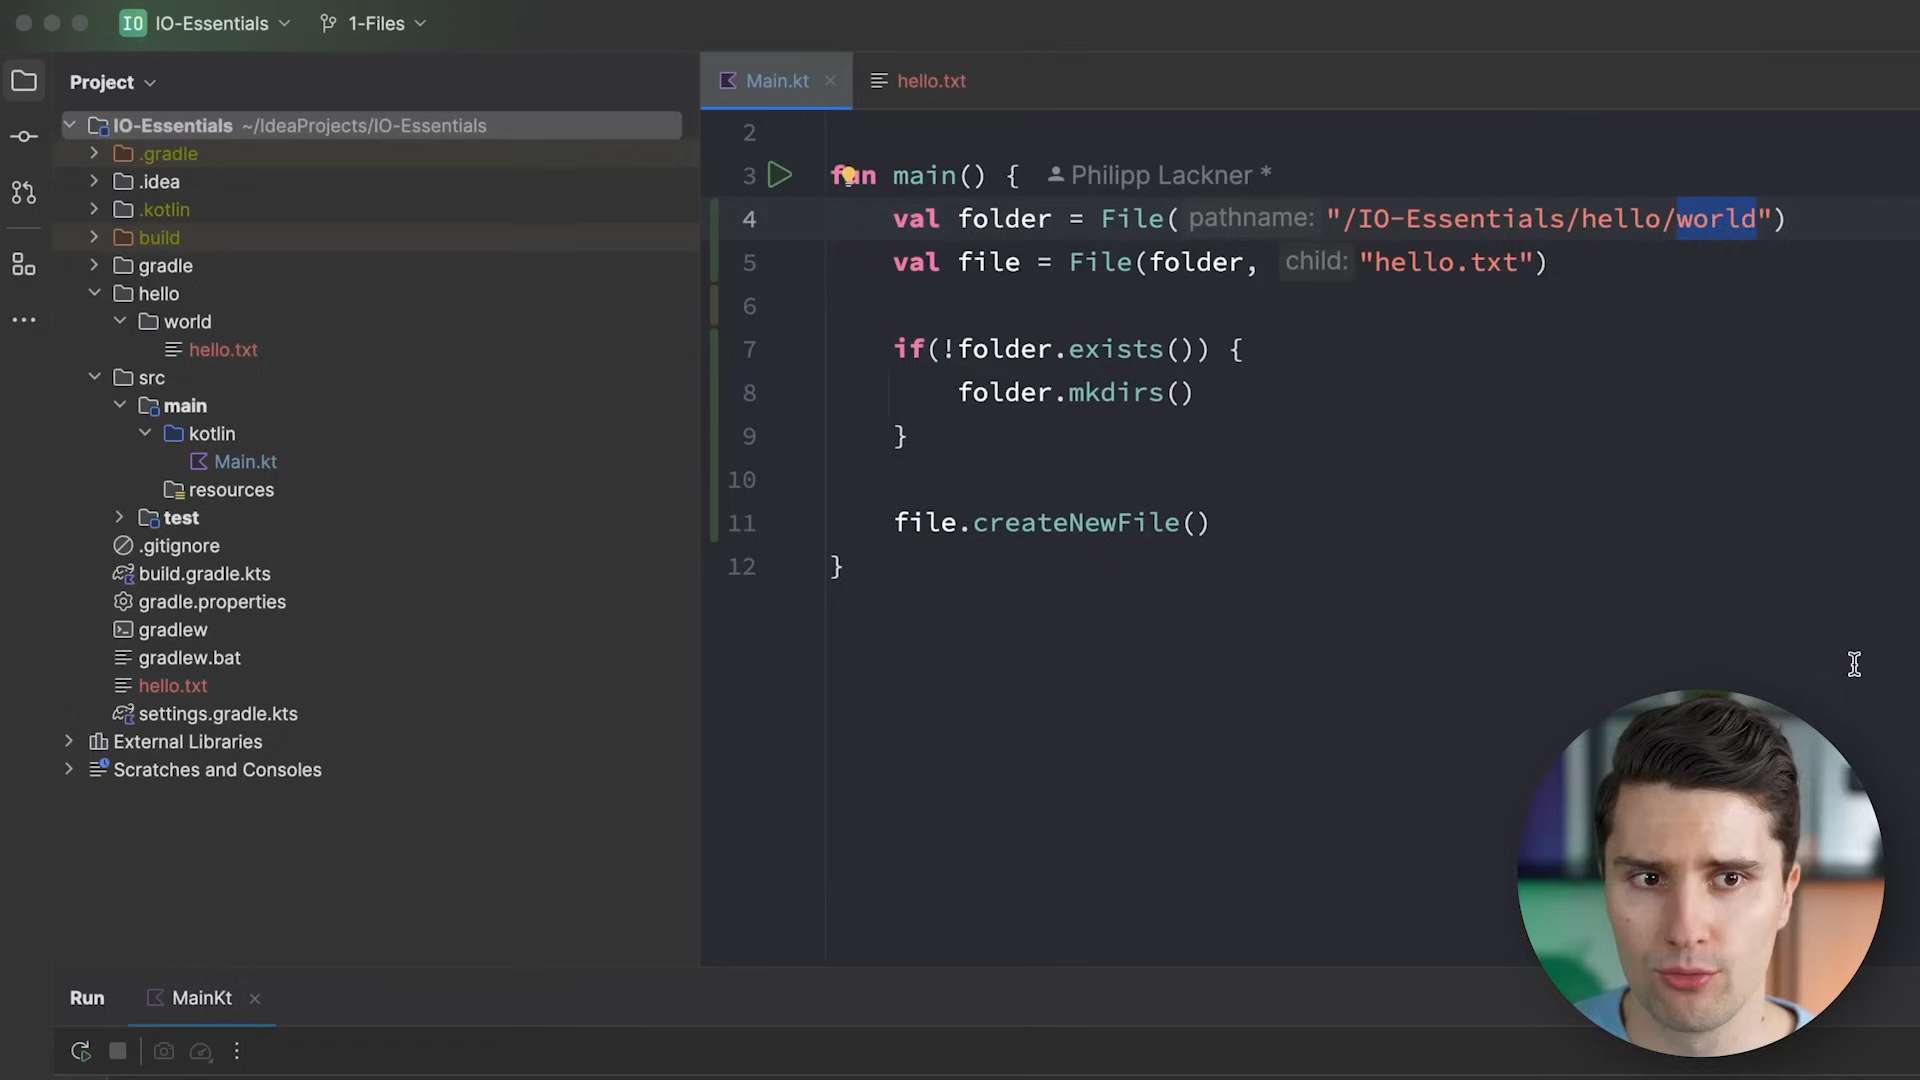 IO IO-Essentials 1-Files
Project
IO-Essentials ~/IdeaProjects/IO-Essentials
.gradle
.idea
.kotlin
build
gradle
hello
world
hello.txt
src
main
kotlin
Main.kt
resources
test
.gitignore
build.gradle.kts
gradle.properties
gradlew
gradlew.bat
hello.txt
settings.gradle.kts
External Libraries
Scratches and Consoles
Main.kt hello.txt
2
3 fun main() { Philipp Lackner *
4 val folder = File( pathname: "/IO-Essentials/hello/world")
5 val file = File(folder, child: "hello.txt")
6
7 if(!folder.exists()) {
8 folder.mkdirs()
9 }
10
11 file.createNewFile()
12 }
Run MainKt